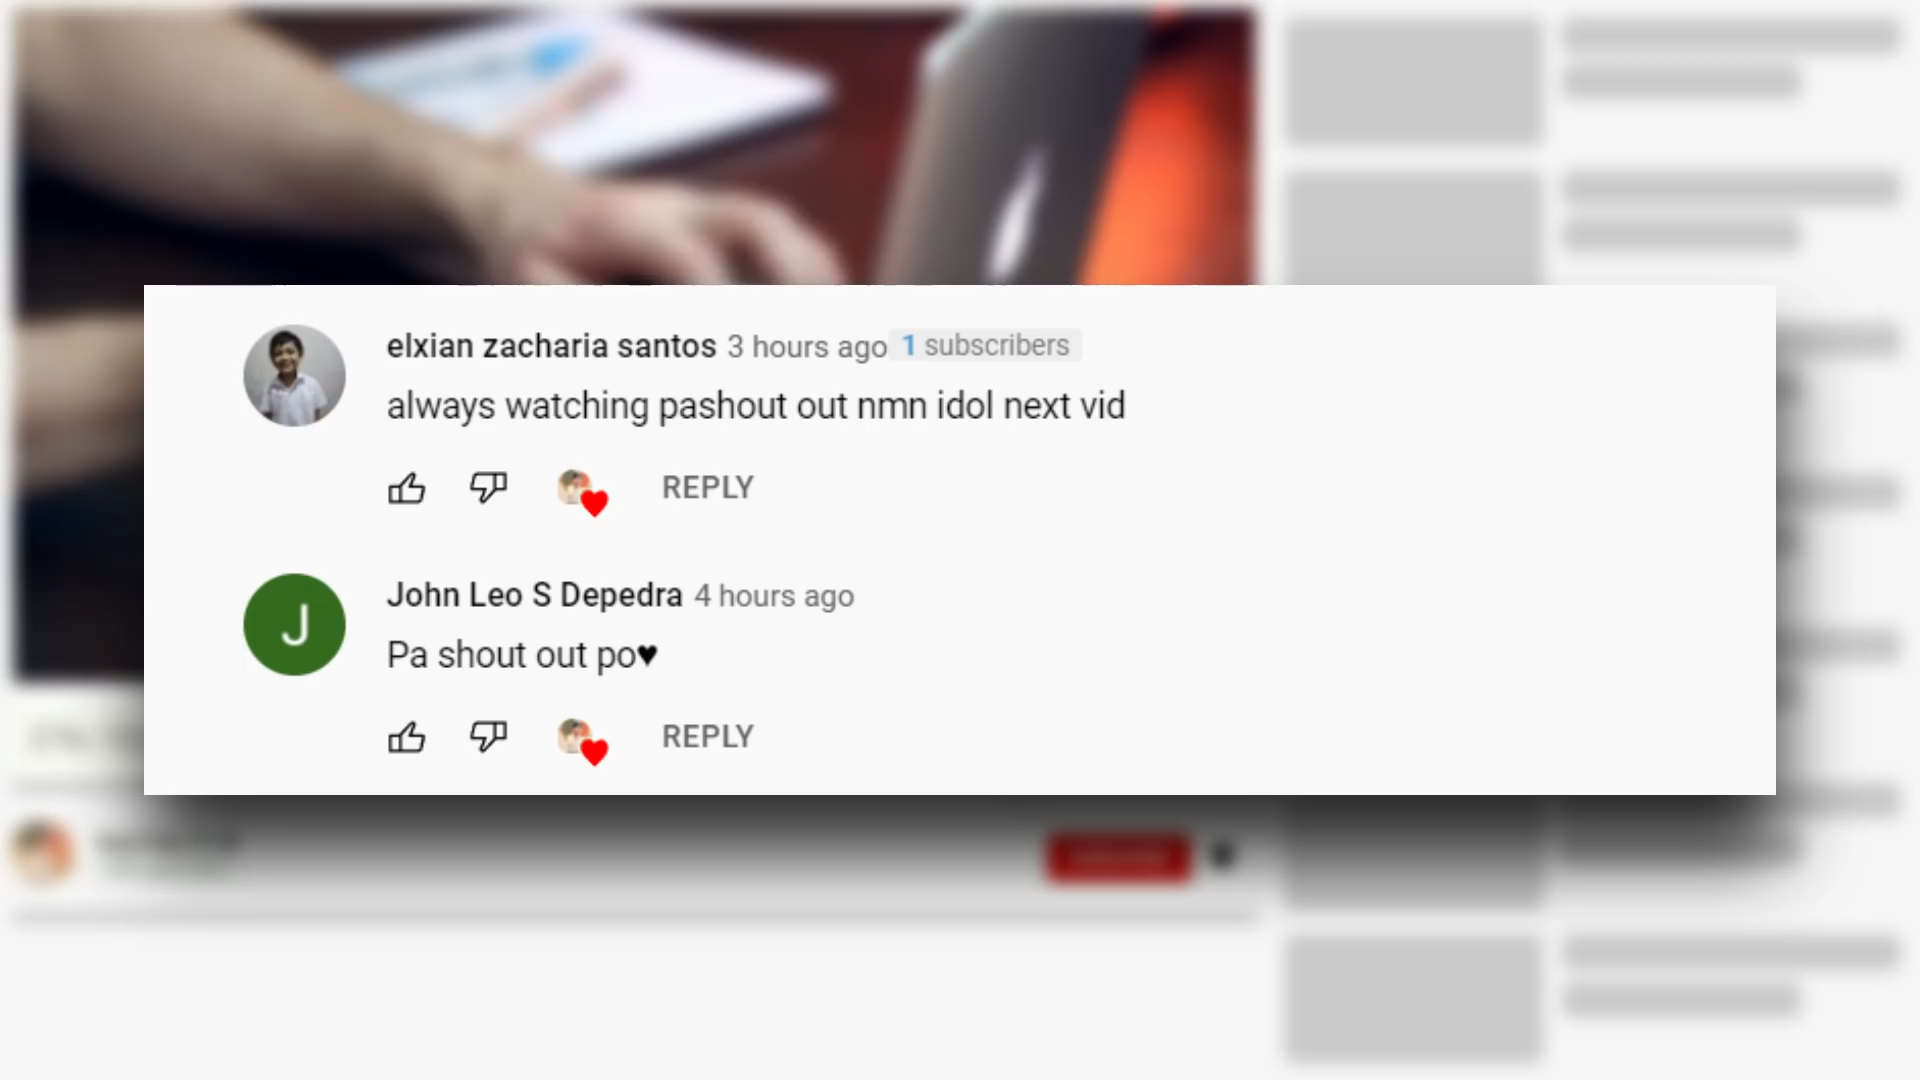 elxian zacharia santos 3 hours ago 1 subscribers
always watching pashout out nmn idol next vid
REPLY
J
John Leo S Depedra 4 hours ago
Pa shout out po♥
REPLY